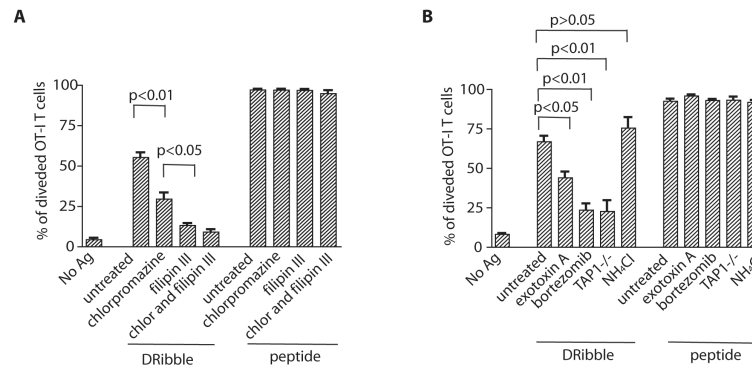 A
% of diveded OT-I T cells
100
75
50
25
0
p<0.01
p<0.05
No Ag
untreated
chlorpromazine
filipin III
chlor and filipin III
untreated
chlorpromazine
filipin III
chlor and filipin III
DRibble
peptide
B
% of diveded OT-I T cells
100
75
50
25
0
p>0.05
p<0.01
p<0.01
p<0.05
No Ag
untreated
exotoxin A
bortezomib
TAP1-/-
NH₄Cl
untreated
exotoxin A
bortezomib
TAP1-/-
NH₄C
DRibble
peptide